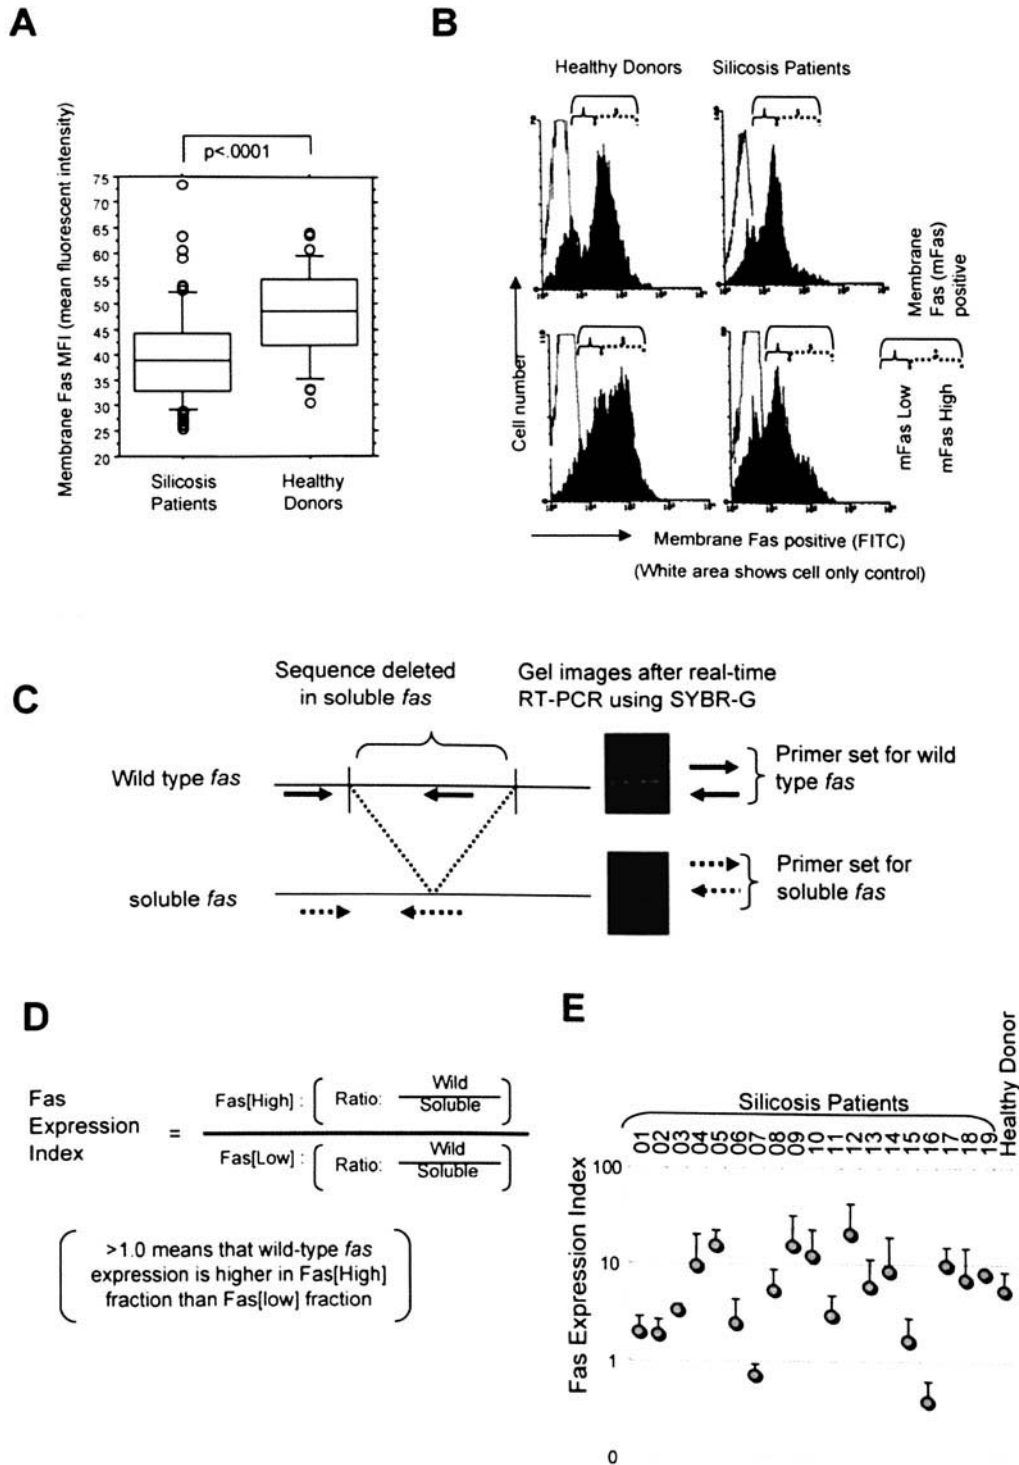 A
Membrane Fas MFI (mean fluorescent intensity)
p<.0001
75
70
65
60
55
50
45
40
35
30
25
20
Silicosis
Patients
Healthy
Donors
B
Healthy Donors
Silicosis Patients
Cell number
Membrane Fas positive (FITC)
(White area shows cell only control)
Membrane
Fas (mFas)
positive
mFas Low
mFas High
C
Sequence deleted
in soluble fas
Gel images after real-time
RT-PCR using SYBR-G
Wild type fas
soluble fas
Primer set for wild
type fas
Primer set for
soluble fas
D
Fas
Expression
Index
=
Fas[High] : Ratio: Wild
Soluble
Fas[Low] : Ratio: Wild
Soluble
>1.0 means that wild-type fas
expression is higher in Fas[High]
fraction than Fas[low] fraction
E
Silicosis Patients
Healthy Donor
01 02 03 04 05 06 07 08 09 10 11 12 13 14 15 16 17 18 19
Fas Expression Index
100
10
1
0